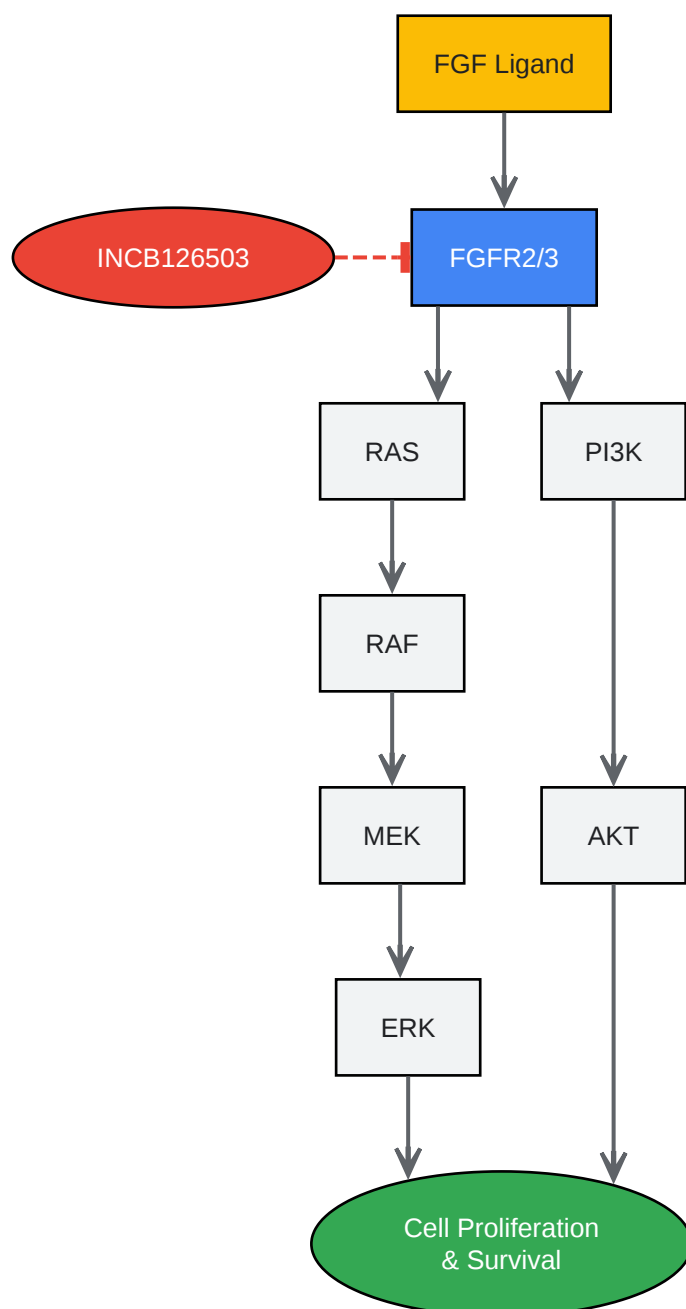 FGF Ligand
INCB126503
FGFR2/3
RAS
PI3K
RAF
MEK
AKT
ERK
Cell Proliferation
& Survival